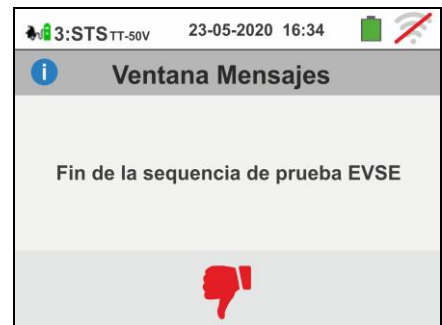 3:STS TT-50V 23-05-2020 16:34
i Ventana Mensajes
Fin de la sequencia de prueba EVSE